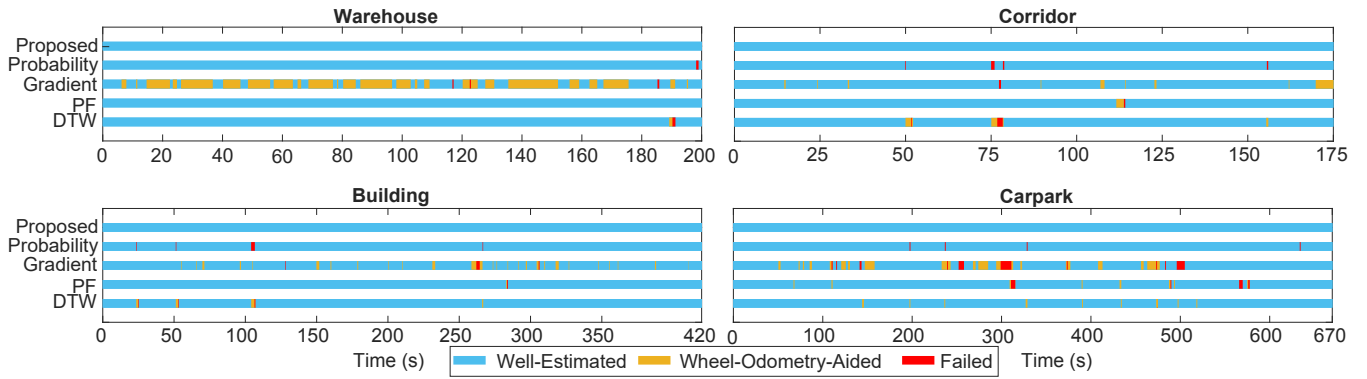 Warehouse
Corridor
Proposed
Probability
Gradient
PF
DTW
0 20 40 60 80 100 120 140 160 180 200
0 25 50 75 100 125 150 175
Building
Carpark
Proposed
Probability
Gradient
PF
DTW
0 50 100 150 200 250 300 350 420
0 100 200 300 400 500 600 670
Time (s) Well-Estimated Wheel-Odometry-Aided Failed Time (s)